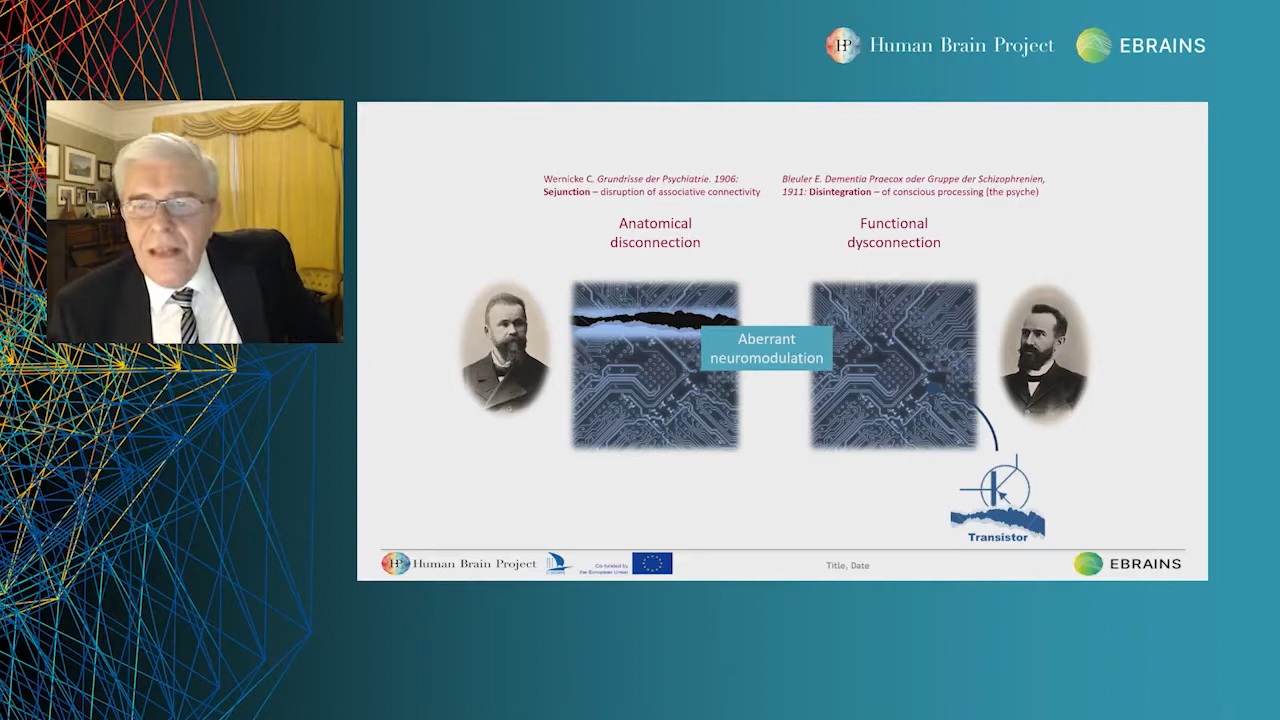 Human Brain Project
EBRAINS
Wernicke C. Grundrisse der Psychiatrie. 1906:
Sejunction – disruption of associative connectivity
Bleuler E. Dementia Praecox oder Gruppe der Schizophrenien,
1911: Disintegration – of conscious processing (the psyche)
Anatomical
disconnection
Functional
dysconnection
Aberrant
neuromodulation
Transistor
Human Brain Project
Co-funded by
the European Union
Title, Date
EBRAINS